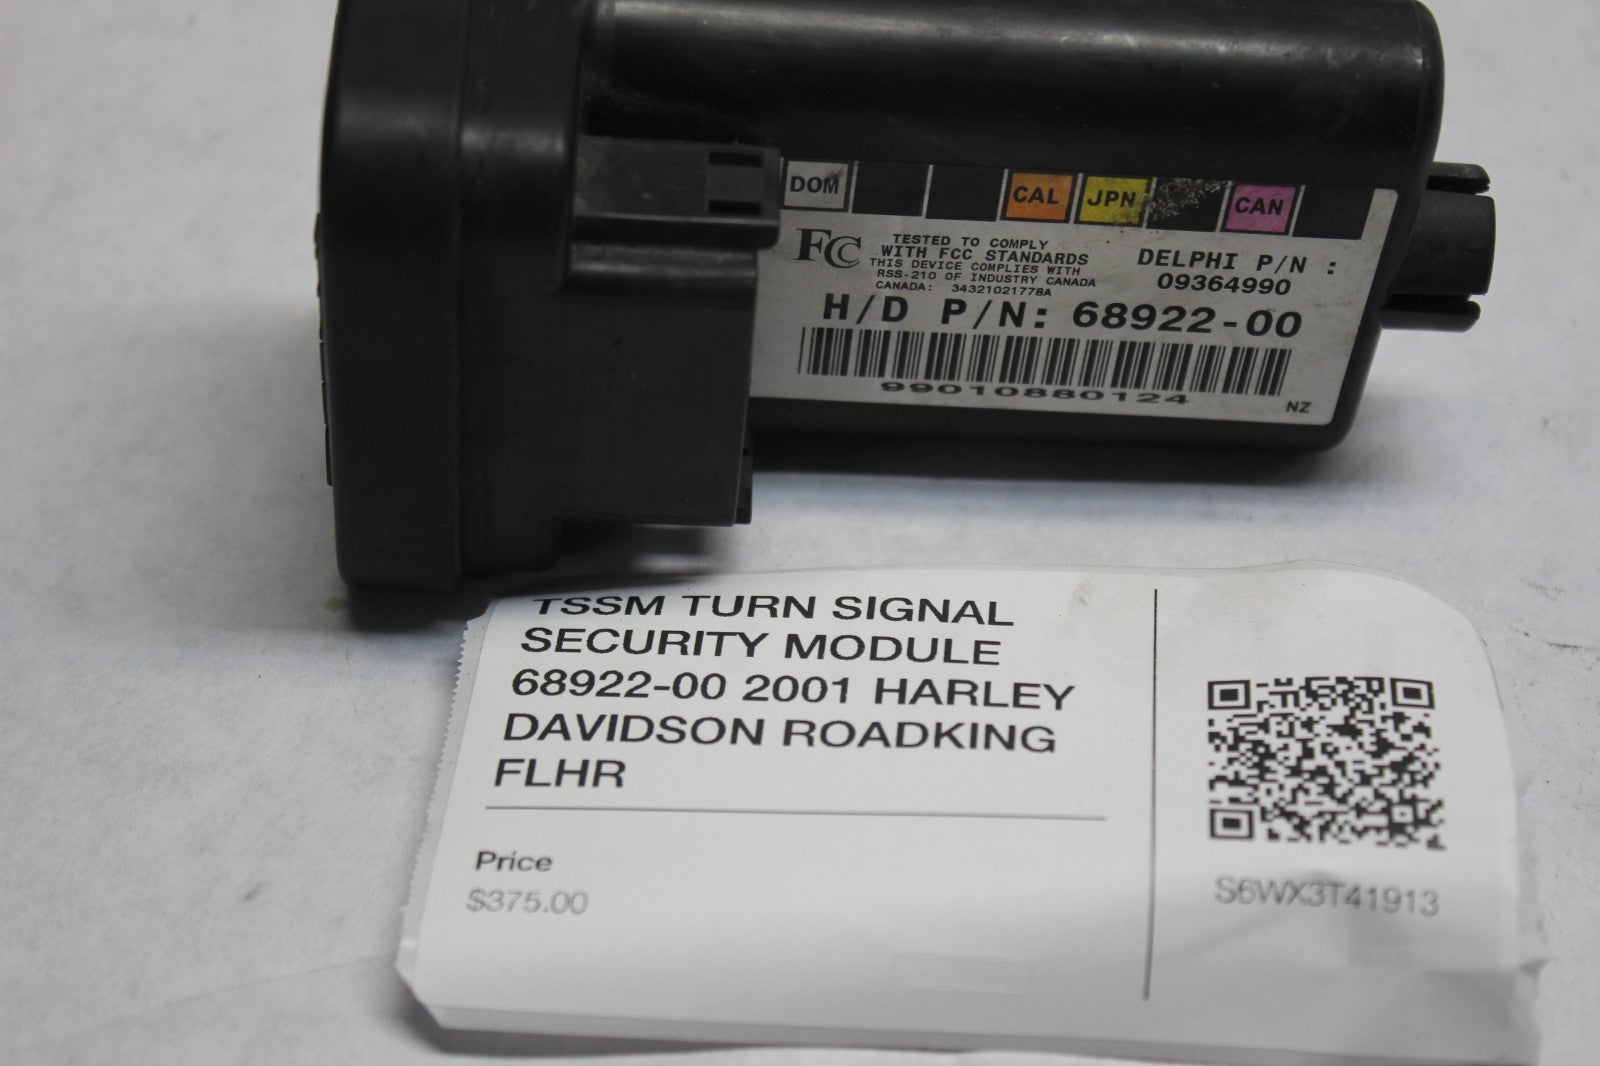 DOM CAL JPN CAN
FCC
TESTED TO COMPLY
WITH FCC STANDARDS
THIS DEVICE COMPLIES WITH
RSS-210 OF INDUSTRY CANADA
CANADA: 34321021778A
DELPHI P/N :
09364990
H/D P/N: 68922-00
99010880124
NZ
TSSM TURN SIGNAL
SECURITY MODULE
68922-00 2001 HARLEY
DAVIDSON ROADKING
FLHR
Price
$375.00
S6WX3T41913